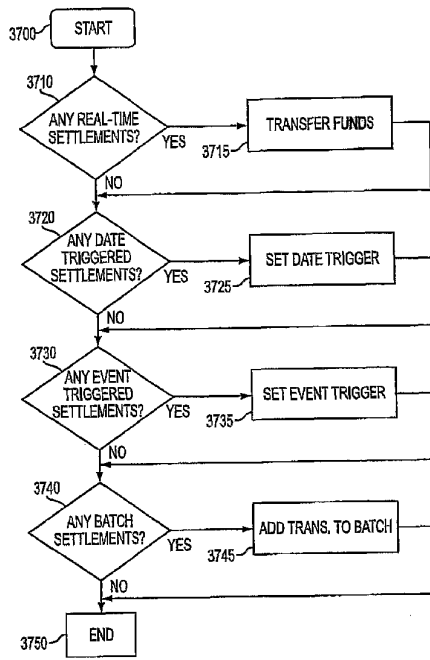 3700
START
3710
ANY REAL-TIME
SETTLEMENTS?
YES
TRANSFER FUNDS
3715
NO
3720
ANY DATE
TRIGGERED
SETTLEMENTS?
YES
SET DATE TRIGGER
3725
NO
3730
ANY EVENT
TRIGGERED
SETTLEMENTS?
YES
SET EVENT TRIGGER
3735
NO
3740
ANY BATCH
SETTLEMENTS?
YES
ADD TRANS. TO BATCH
3745
NO
3750
END